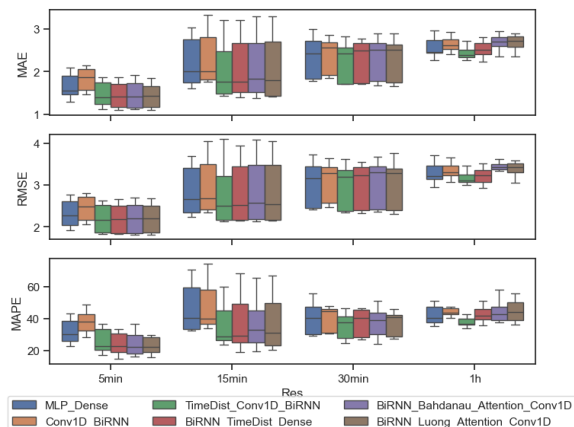 3
2
1
MAE
4
3
2
RMSE
60
40
20
MAPE
5min 15min 30min 1h
Res
MLP_Dense TimeDist_Conv1D_BiRNN BiRNN_Bahdanau_Attention_Conv1D
Conv1D_BiRNN BiRNN_TimeDist_Dense BiRNN_Luong_Attention_Conv1D